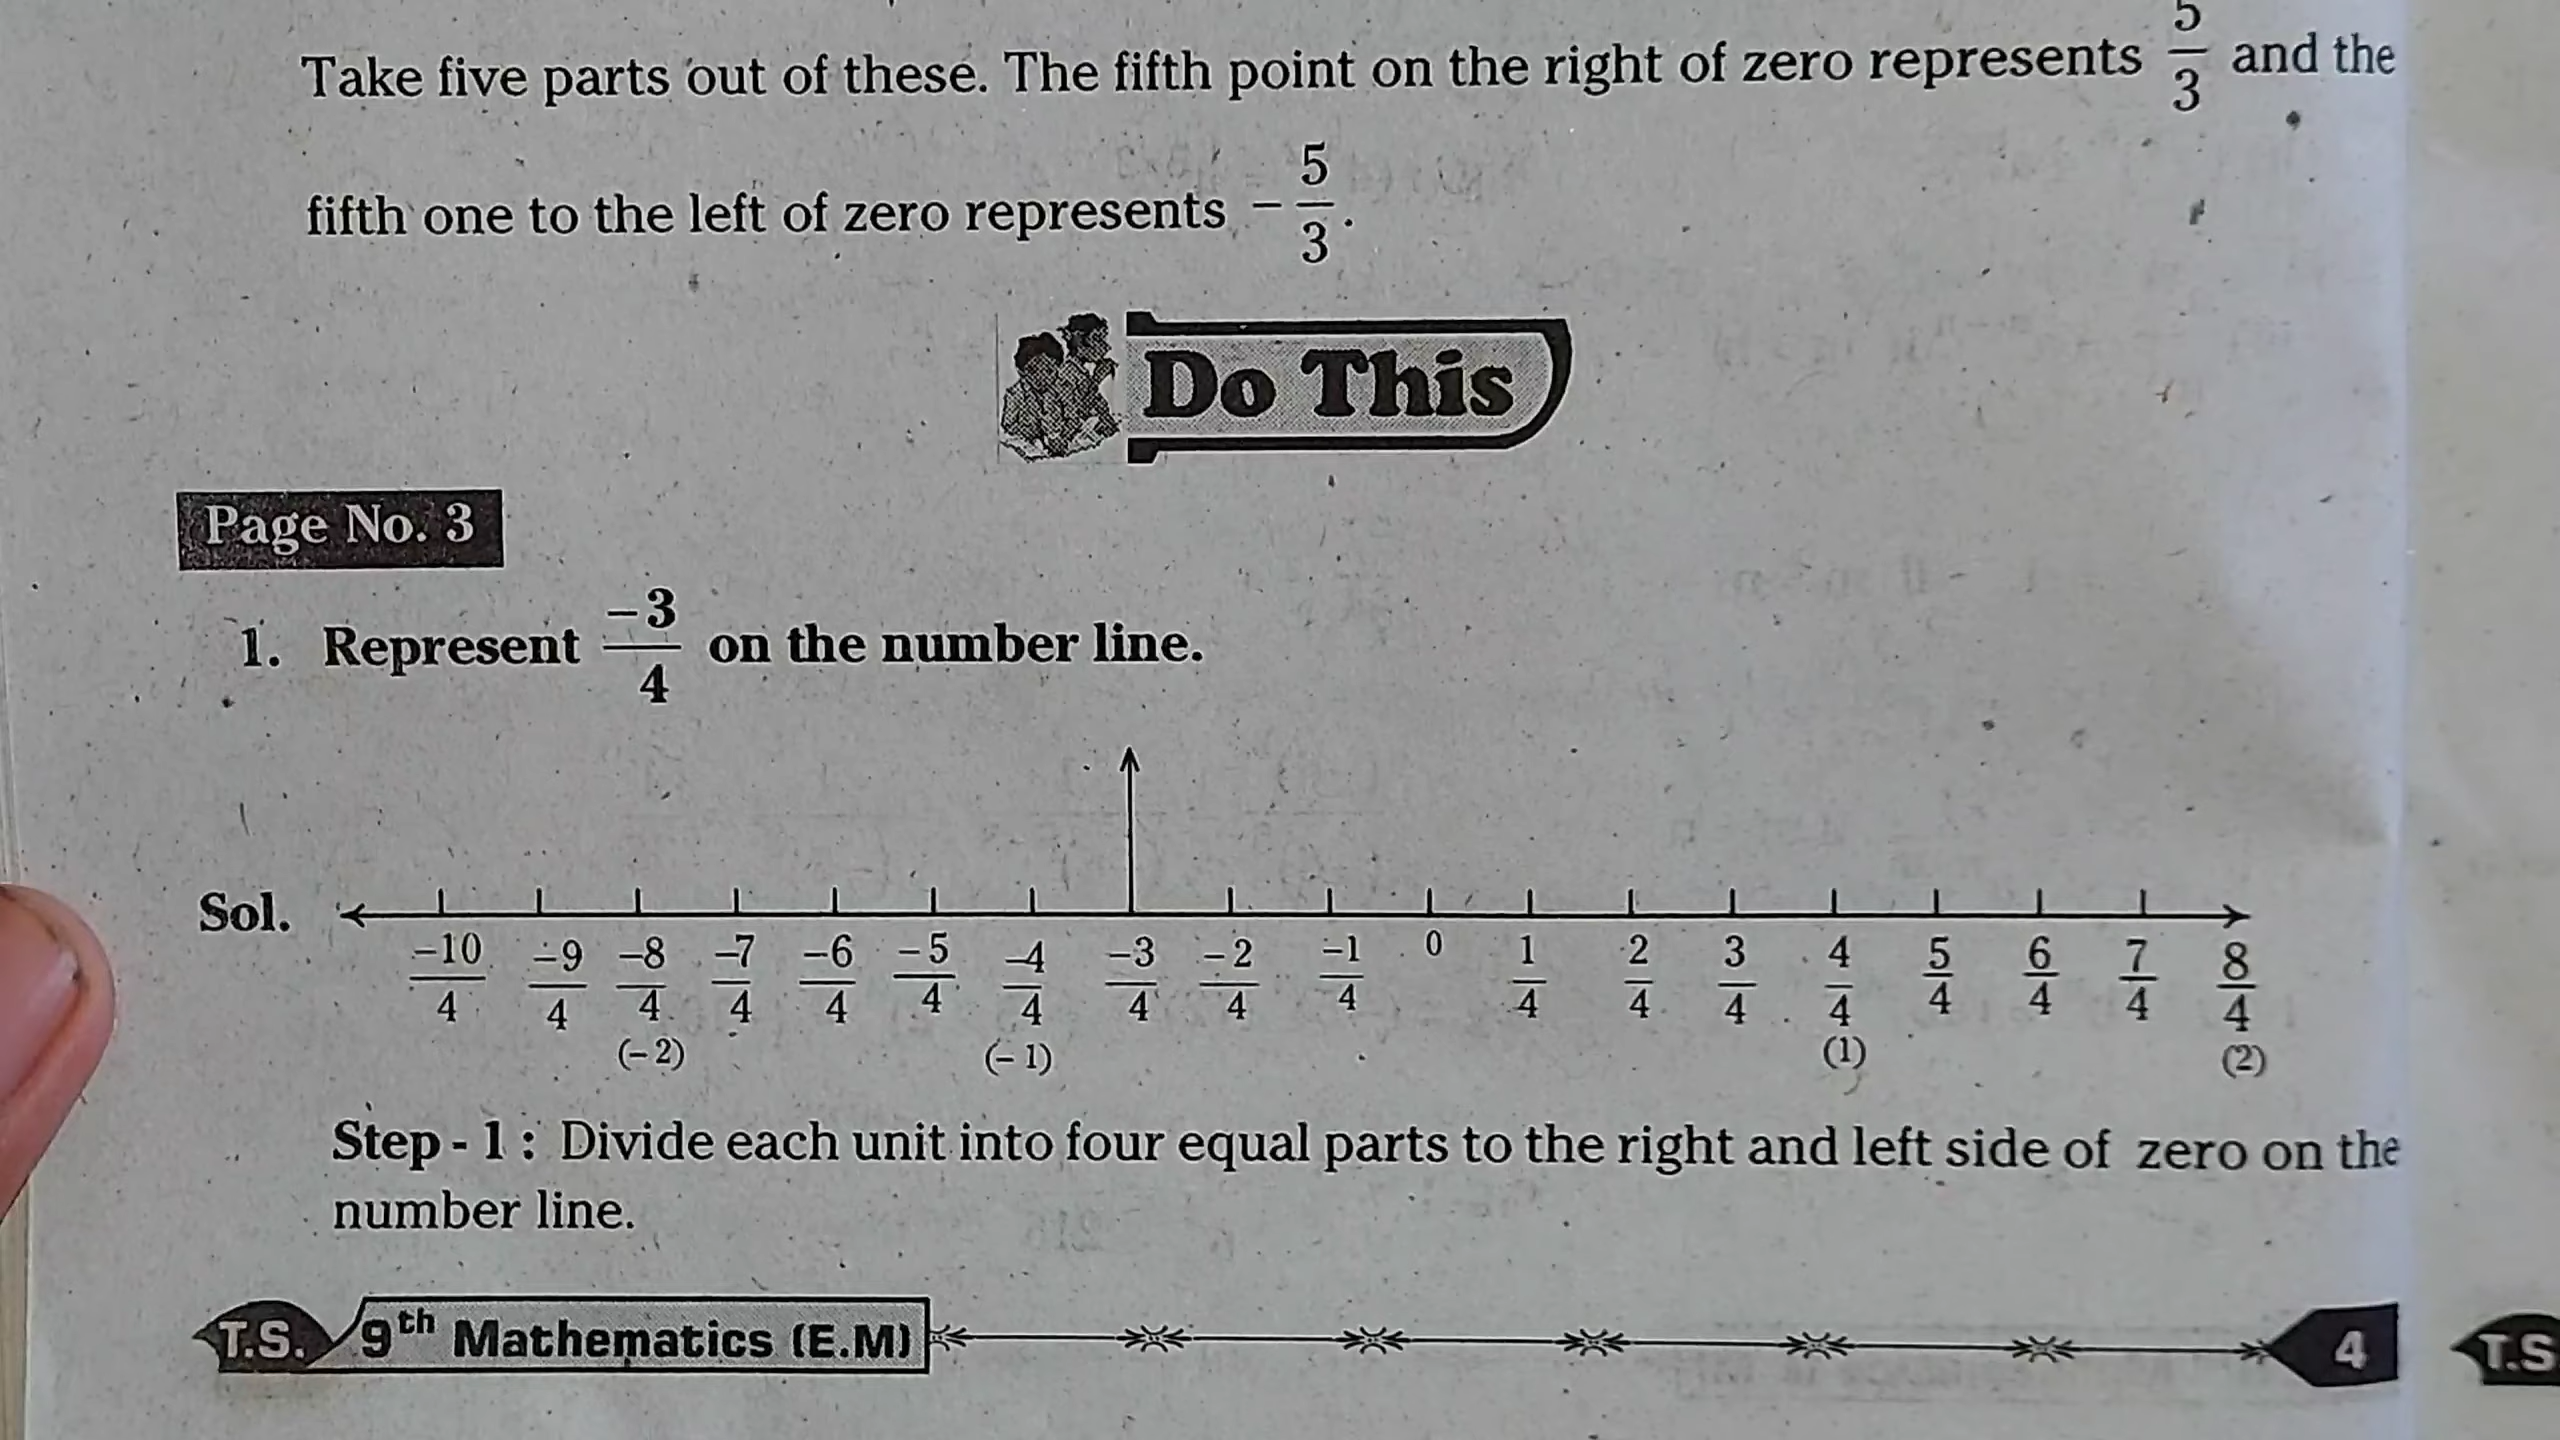 Take five parts out of these. The fifth point on the right of zero represents 5/3 and the
fifth one to the left of zero represents -5/3.
Do This
Page No. 3
1. Represent -3/4 on the number line.
Sol.
-10/4 -9/4 -8/4 -7/4 -6/4 -5/4 -4/4 -3/4 -2/4 -1/4 0 1/4 2/4 3/4 4/4 5/4 6/4 7/4 8/4
(-2) (-1) (1) (2)
Step - 1 : Divide each unit into four equal parts to the right and left side of zero on the
number line.
T.S. 9th Mathematics (E.M) 4 T.S